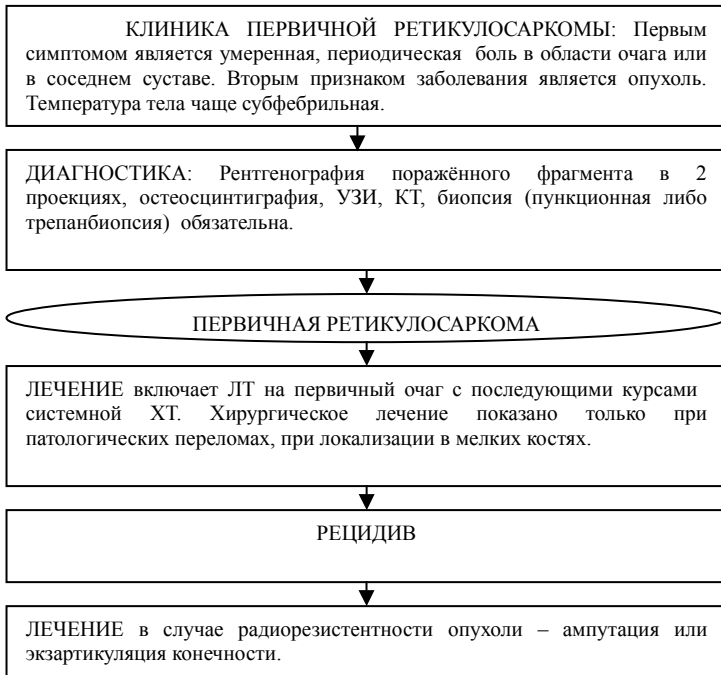 КЛИНИКА ПЕРВИЧНОЙ РЕТИКУЛОСАРКОМЫ: Первым
симптомом является умеренная, периодическая боль в области очага или
в соседнем суставе. Вторым признаком заболевания является опухоль.
Температура тела чаще субфебрильная.
ДИАГНОСТИКА: Рентгенография поражённого фрагмента в 2
проекциях, остеосцинтиграфия, УЗИ, КТ, биопсия (пункционная либо
трепанбиопсия) обязательна.
ПЕРВИЧНАЯ РЕТИКУЛОСАРКОМА
ЛЕЧЕНИЕ включает ЛТ на первичный очаг с последующими курсами
системной ХТ. Хирургическое лечение показано только при
патологических переломах, при локализации в мелких костях.
РЕЦИДИВ
ЛЕЧЕНИЕ в случае радиорезистентности опухоли – ампутация или
экзартикуляция конечности.